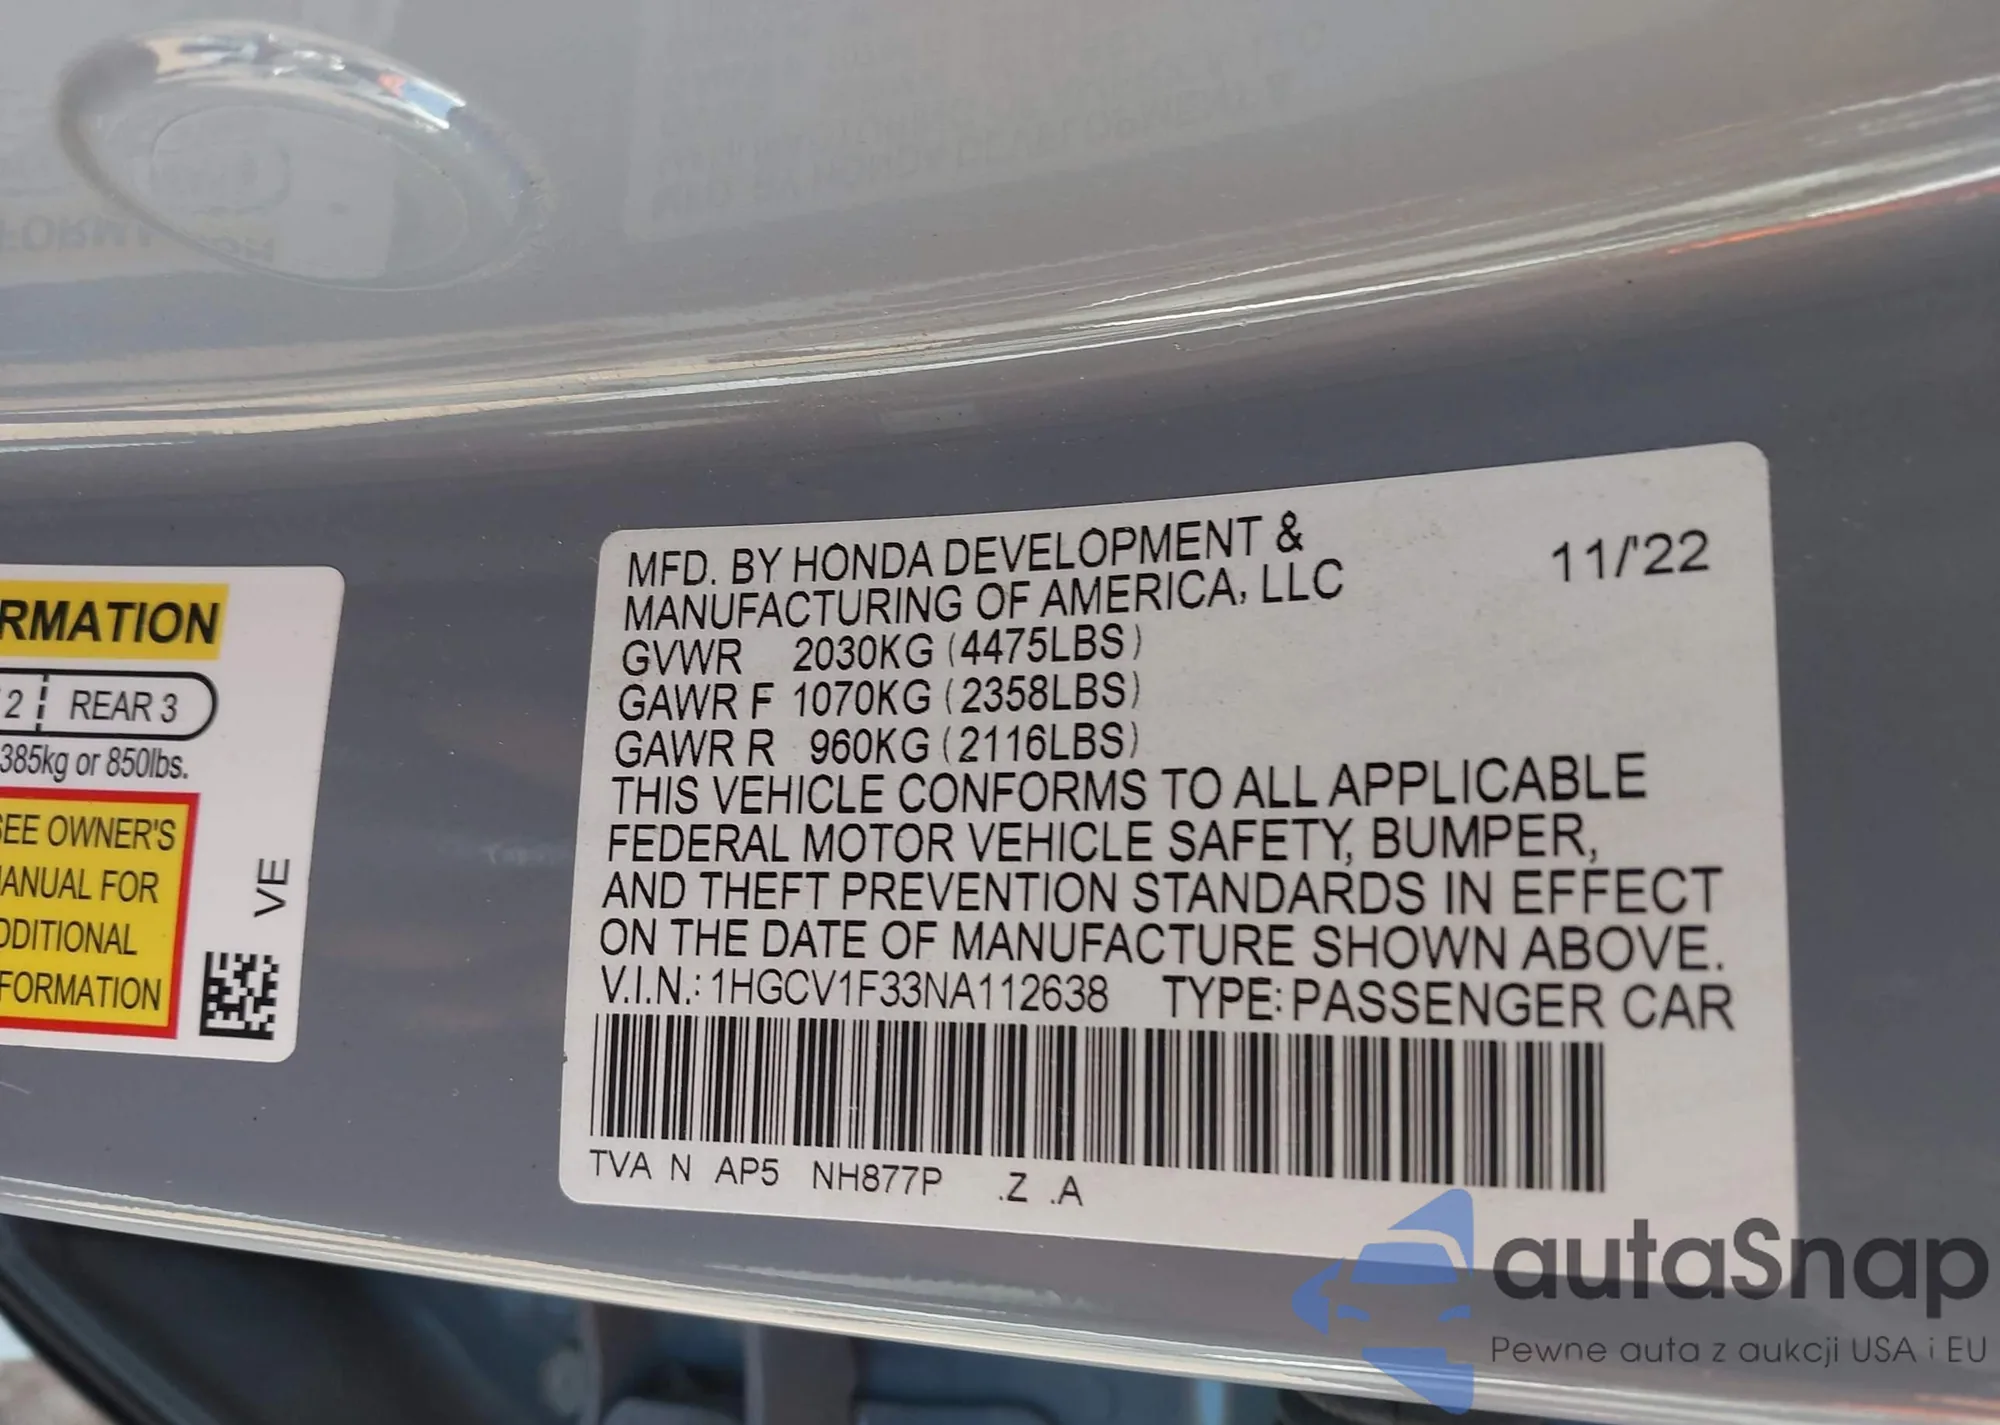 RMATION
2 REAR 3
385kg or 850lbs.
SEE OWNER'S
MANUAL FOR
ADDITIONAL
FORMATION
VE
MFD. BY HONDA DEVELOPMENT &
MANUFACTURING OF AMERICA, LLC
11/'22
GVWR 2030KG (4475LBS)
GAWR F 1070KG (2358LBS)
GAWR R 960KG (2116LBS)
THIS VEHICLE CONFORMS TO ALL APPLICABLE
FEDERAL MOTOR VEHICLE SAFETY, BUMPER,
AND THEFT PREVENTION STANDARDS IN EFFECT
ON THE DATE OF MANUFACTURE SHOWN ABOVE.
V.I.N.: 1HGCV1F33NA112638 TYPE: PASSENGER CAR
TVA N AP5 NH877P .Z .A
autaSnap
Pewne auta z aukcji USA i EU